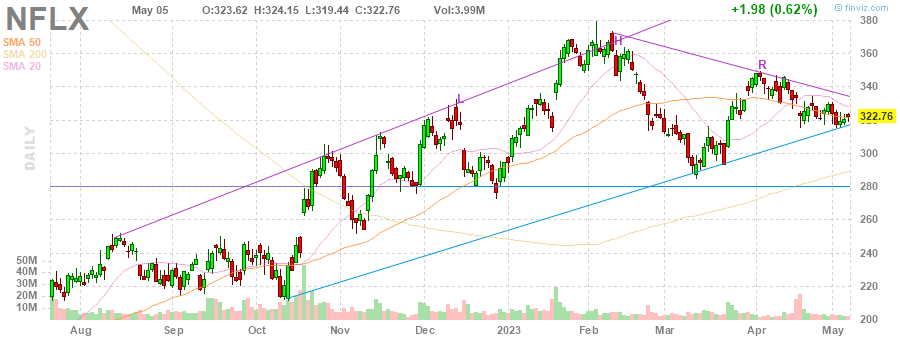 NFLX
May 05
O:323.62 H:324.15 L:319.44 C:322.76
Vol:3.99M
+1.98 (0.62%)
© finviz.com
SMA 50
SMA 200
SMA 20
DAILY
L
H
R
380
360
340
322.76
300
280
260
240
220
200
50M
40M
30M
20M
10M
Aug Sep Oct Nov Dec 2023 Feb Mar Apr May